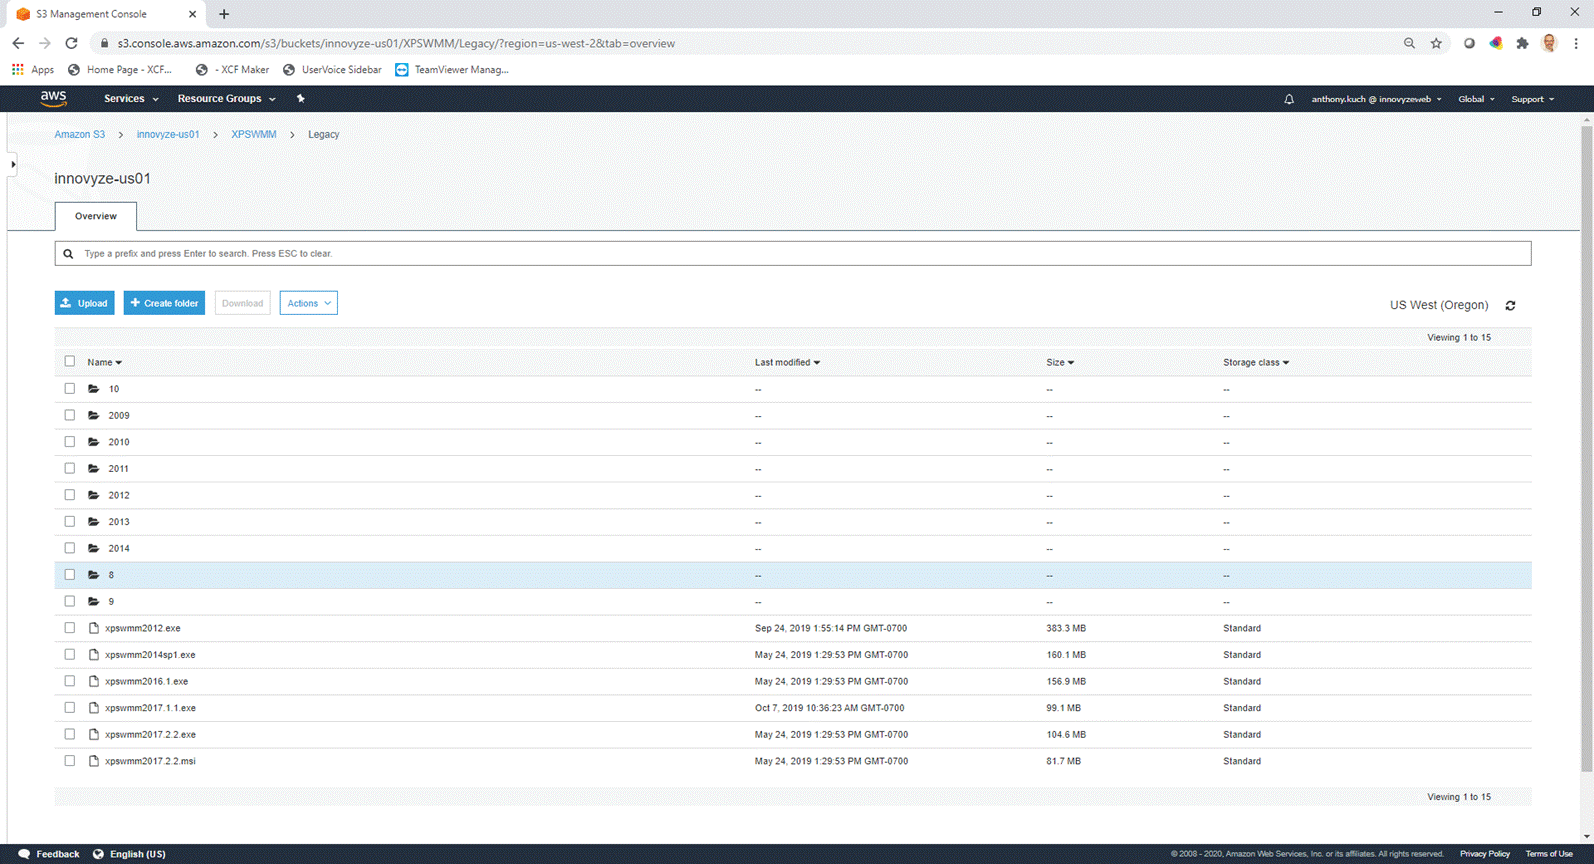 S3 Management Console
s3.console.aws.amazon.com/s3/buckets/innovyze-us01/XPSWMM/Legacy/?region=us-west-2&tab=overview
Apps Home Page - XCF... - XCF Maker UserVoice Sidebar TeamViewer Manag...
aws Services Resource Groups anthony.kuch @ innovyzeweb Global Support
Amazon S3 > innovyze-us01 > XPSWMM > Legacy
innovyze-us01
Overview
Type a prefix and press Enter to search. Press ESC to clear.
Upload + Create folder Download Actions US West (Oregon)
Viewing 1 to 15
Name Last modified Size Storage class
10 -- -- --
2009 -- -- --
2010 -- -- --
2011 -- -- --
2012 -- -- --
2013 -- -- --
2014 -- -- --
8 -- -- --
9 -- -- --
xpswmm2012.exe Sep 24, 2019 1:55:14 PM GMT-0700 383.3 MB Standard
xpswmm2014sp1.exe May 24, 2019 1:29:53 PM GMT-0700 160.1 MB Standard
xpswmm2016.1.exe May 24, 2019 1:29:53 PM GMT-0700 156.9 MB Standard
xpswmm2017.1.1.exe Oct 7, 2019 10:36:23 AM GMT-0700 99.1 MB Standard
xpswmm2017.2.2.exe May 24, 2019 1:29:53 PM GMT-0700 104.6 MB Standard
xpswmm2017.2.2.msi May 24, 2019 1:29:53 PM GMT-0700 81.7 MB Standard
Viewing 1 to 15
Feedback English (US) © 2008 - 2020, Amazon Web Services, Inc. or its affiliates. All rights reserved. Privacy Policy Terms of Use